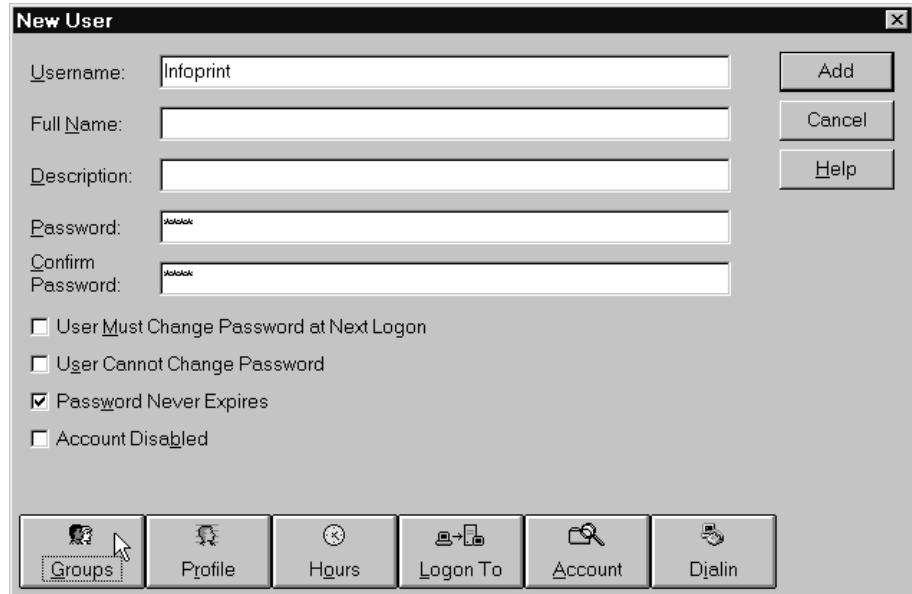 New User
Username: Infoprint Add
Full Name: Cancel
Description: Help
Password: *****
Confirm
Password: *****
User Must Change Password at Next Logon
User Cannot Change Password
Password Never Expires
Account Disabled
Groups Profile Hours Logon To Account Dialin